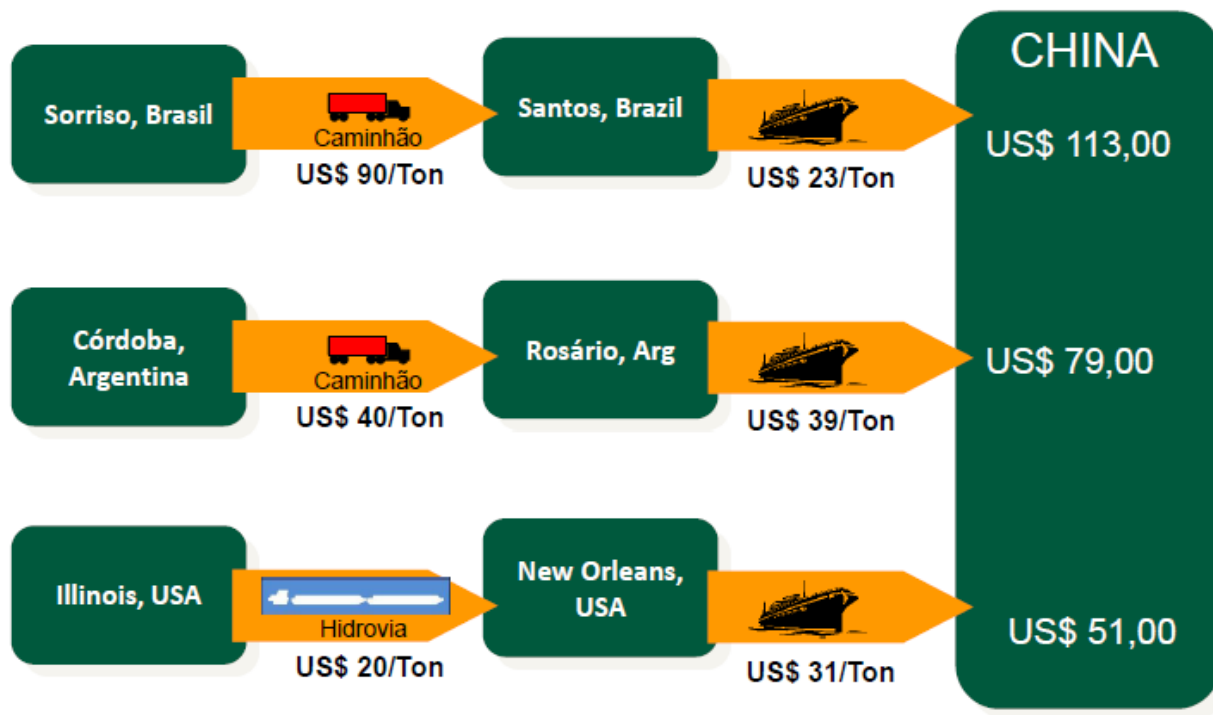 CHINA
Sorriso, Brasil
Caminhão
US$ 90/Ton
Santos, Brazil
US$ 23/Ton
US$ 113,00
Córdoba,
Argentina
Caminhão
US$ 40/Ton
Rosário, Arg
US$ 39/Ton
US$ 79,00
Illinois, USA
Hidrovia
US$ 20/Ton
New Orleans,
USA
US$ 31/Ton
US$ 51,00